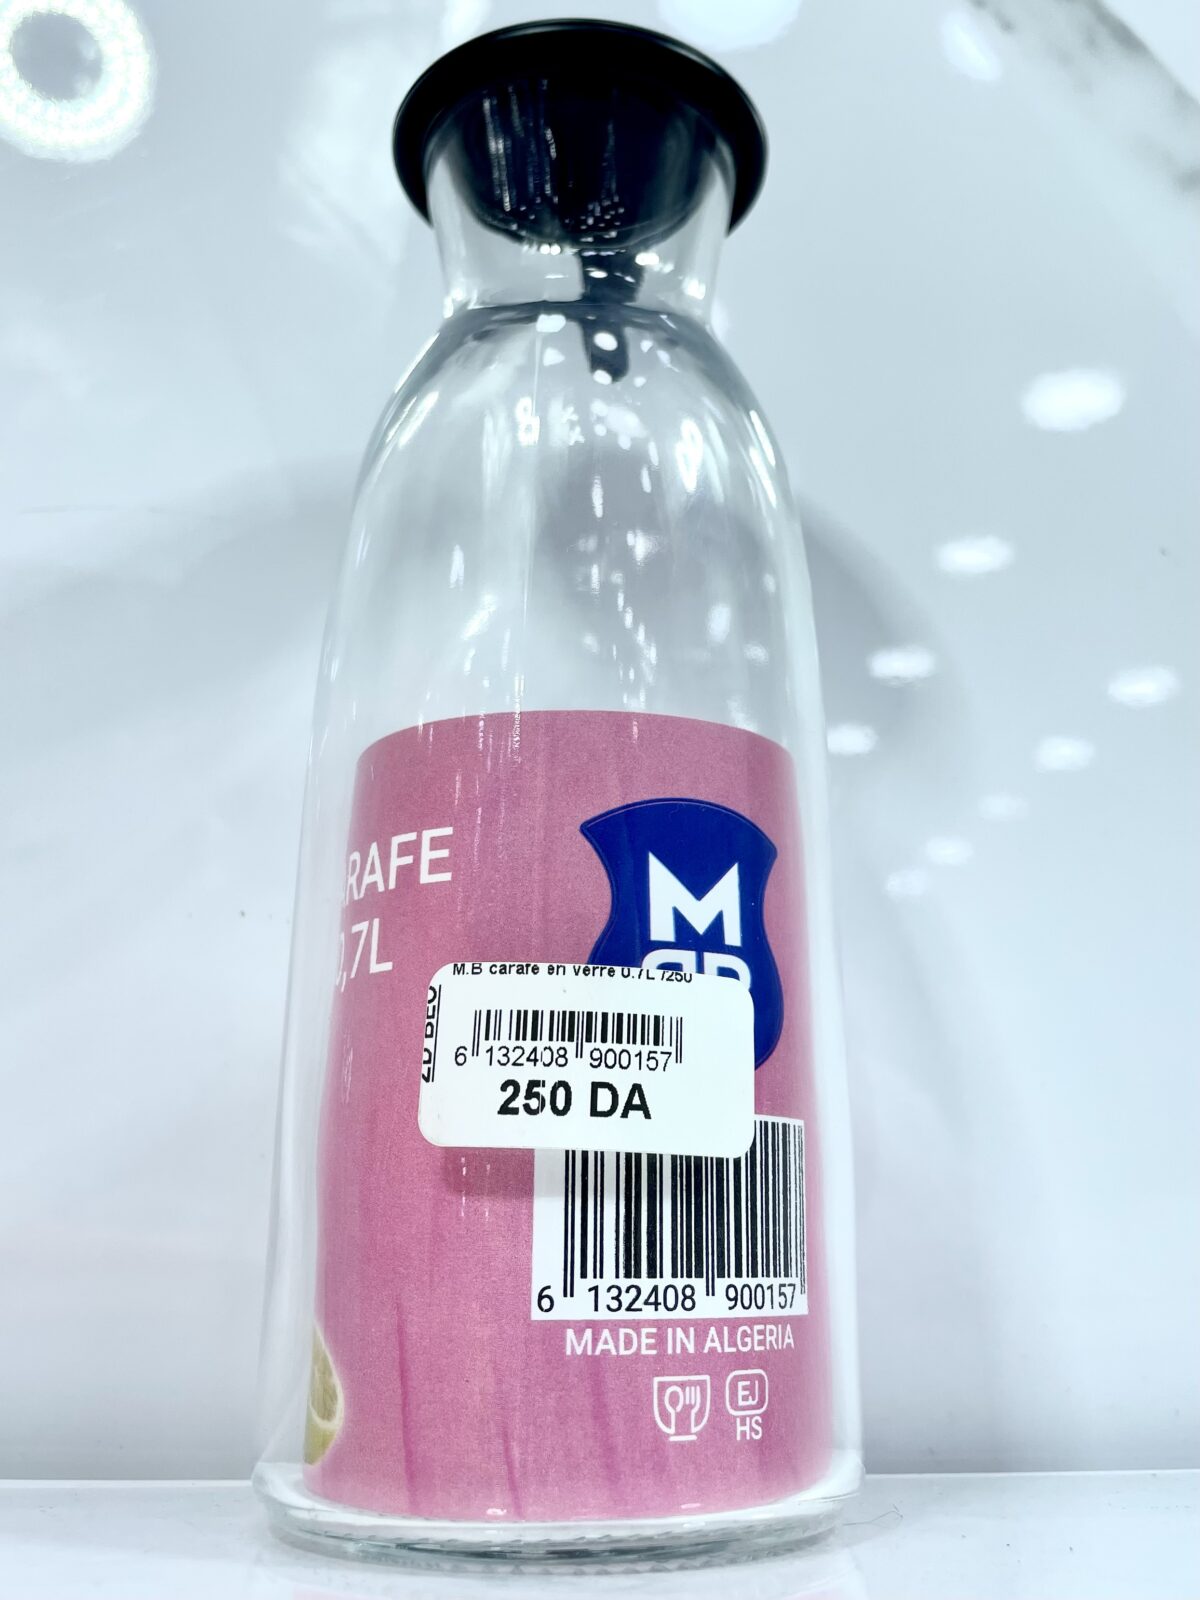 RAFE
0,7L
M
M.B carafe en verre 0.7L /250
6 132408 900157
250 DA
6 132408 900157
MADE IN ALGERIA
EJ
HS